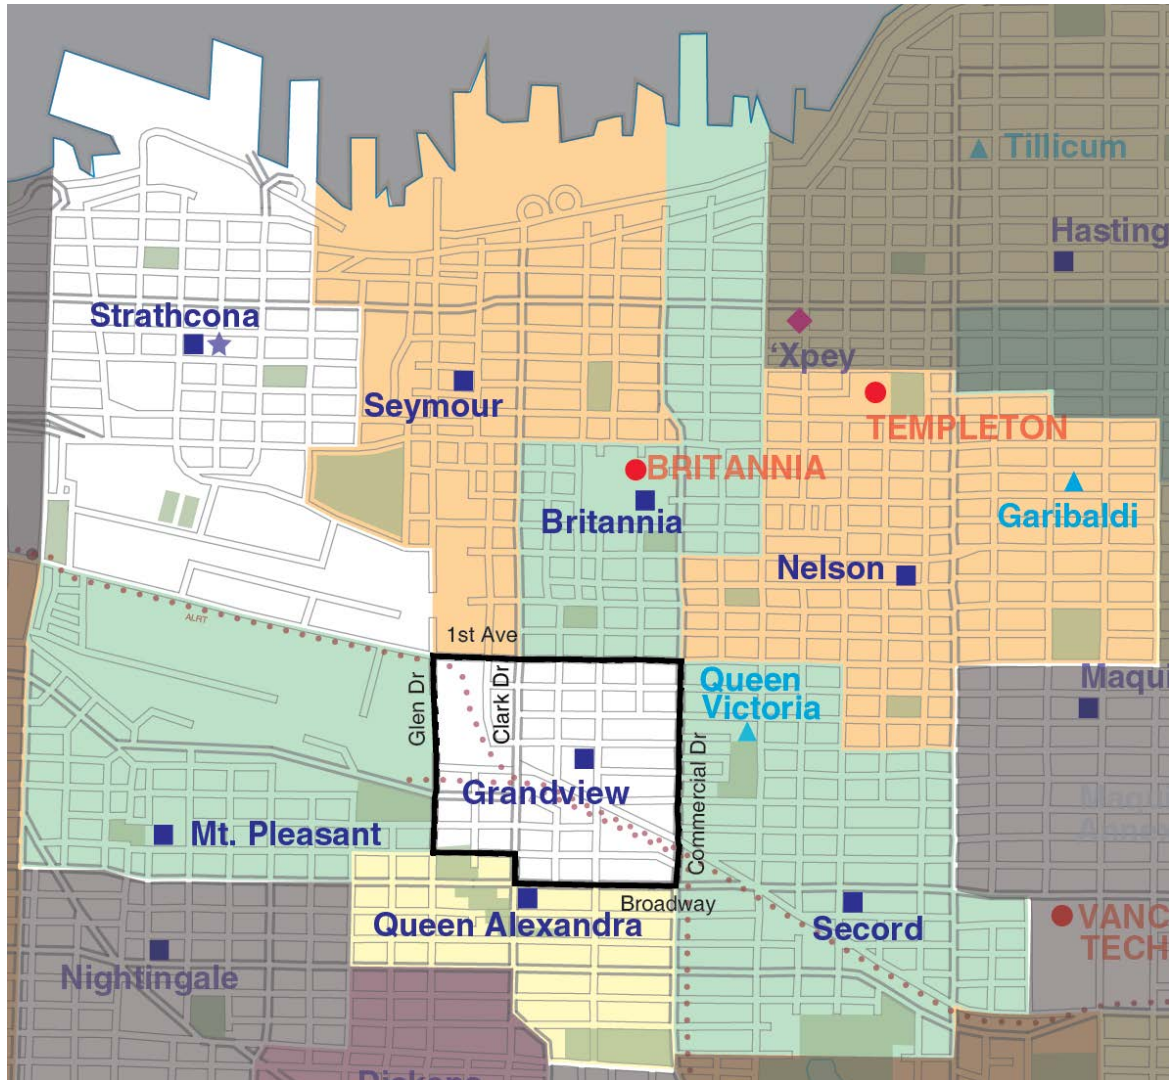 Tillicum
Hasting
Strathcona
'Xpey
Seymour
TEMPLETON
BRITANNIA
Garibaldi
Britannia
Nelson
ALRT
1st Ave
Glen Dr
Clark Dr
Queen
Victoria
Maqui
Commercial Dr
Grandview
Mt. Pleasant
Broadway
Queen Alexandra
Secord
VANC
TECH
Nightingale